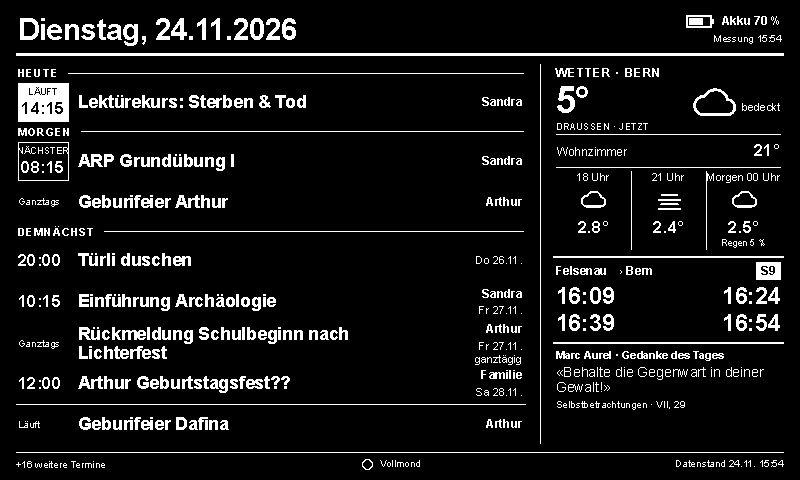 Dienstag, 24.11.2026
Akku 70 %
Messung 15:54
HEUTE
LÄUFT
14:15
Lektürekurs: Sterben & Tod
Sandra
MORGEN
NÄCHSTER
08:15
ARP Grundübung I
Sandra
Ganztags
Geburifeier Arthur
Arthur
DEMNÄCHST
20:00
Türli duschen
Do 26.11.
10:15
Einführung Archäologie
Sandra
Fr 27.11.
Ganztags
Rückmeldung Schulbeginn nach
Lichterfest
Arthur
Fr 27.11.
ganztägig
12:00
Arthur Geburtstagsfest??
Familie
Sa 28.11.
Läuft
Geburifeier Dafina
Arthur
WETTER · BERN
5°
bedeckt
DRAUSSEN · JETZT
Wohnzimmer
21°
18 Uhr
2.8°
21 Uhr
2.4°
Morgen 00 Uhr
2.5°
Regen 5 %
Felsenau › Bern
S9
16:09
16:24
16:39
16:54
Marc Aurel · Gedanke des Tages
«Behalte die Gegenwart in deiner
Gewalt!»
Selbstbetrachtungen · VII, 29
+16 weitere Termine
Vollmond
Datenstand 24.11. 15:54